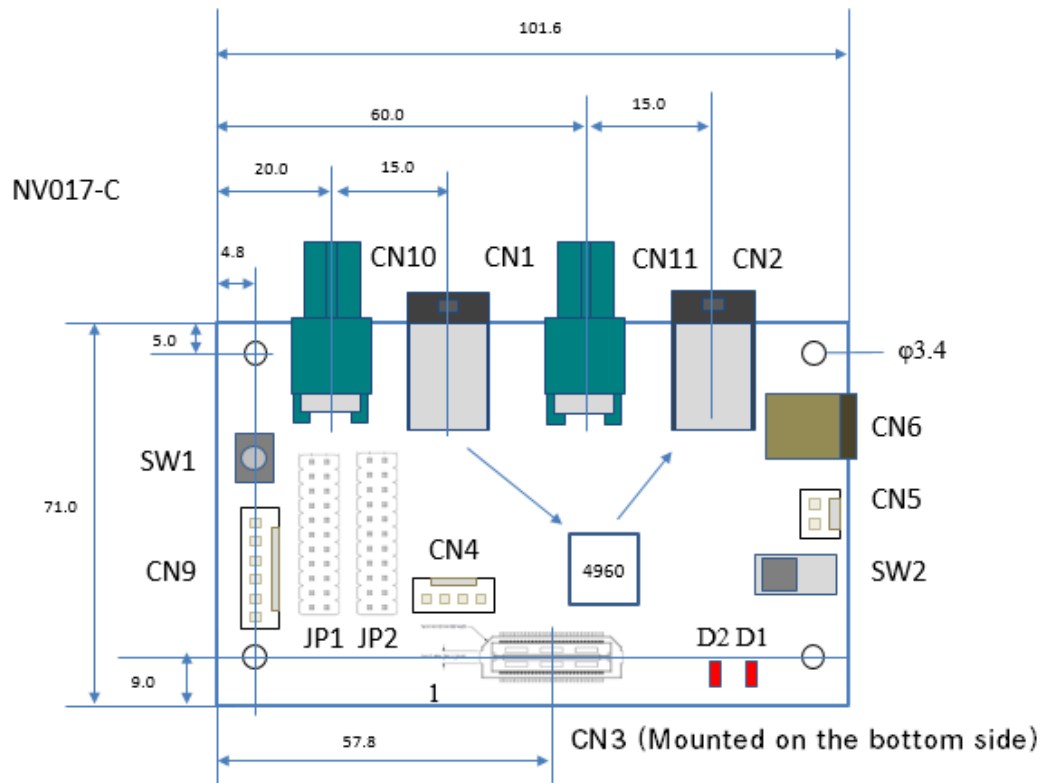 101.6
60.0
15.0
20.0
15.0
NV017-C
4.8
CN10
CN1
CN11
CN2
5.0
φ3.4
CN6
SW1
71.0
CN5
CN4
CN9
4960
SW2
JP1
JP2
D2
D1
9.0
1
57.8
CN3 (Mounted on the bottom side)